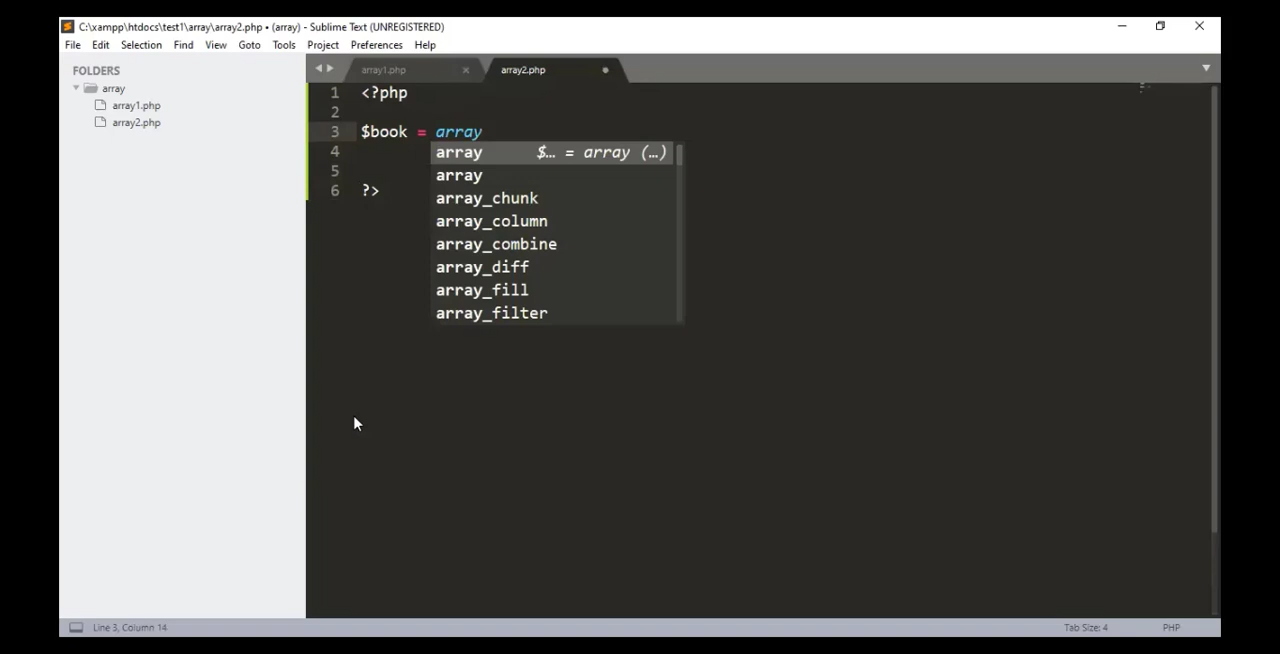 C:\xampp\htdocs\test1\array\array2.php • (array) - Sublime Text (UNREGISTERED)
File Edit Selection Find View Goto Tools Project Preferences Help
FOLDERS
array
array1.php
array2.php
array1.php array2.php
1 <?php
2
3 $book = array
4
5
6 ?>
array $… = array (…)
array
array_chunk
array_column
array_combine
array_diff
array_fill
array_filter
Line 3, Column 14
Tab Size: 4
PHP